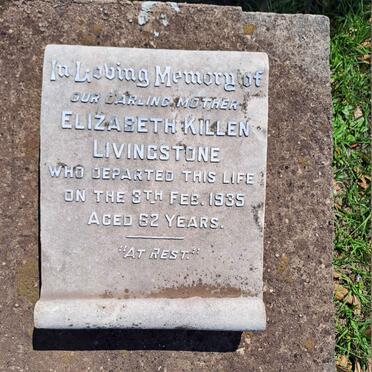 In Loving Memory of
OUR DARLING MOTHER
ELIZABETH KILLEN
LIVINGSTONE
WHO DEPARTED THIS LIFE
ON THE 8TH FEB. 1935
AGED 62 YEARS.
"AT REST."